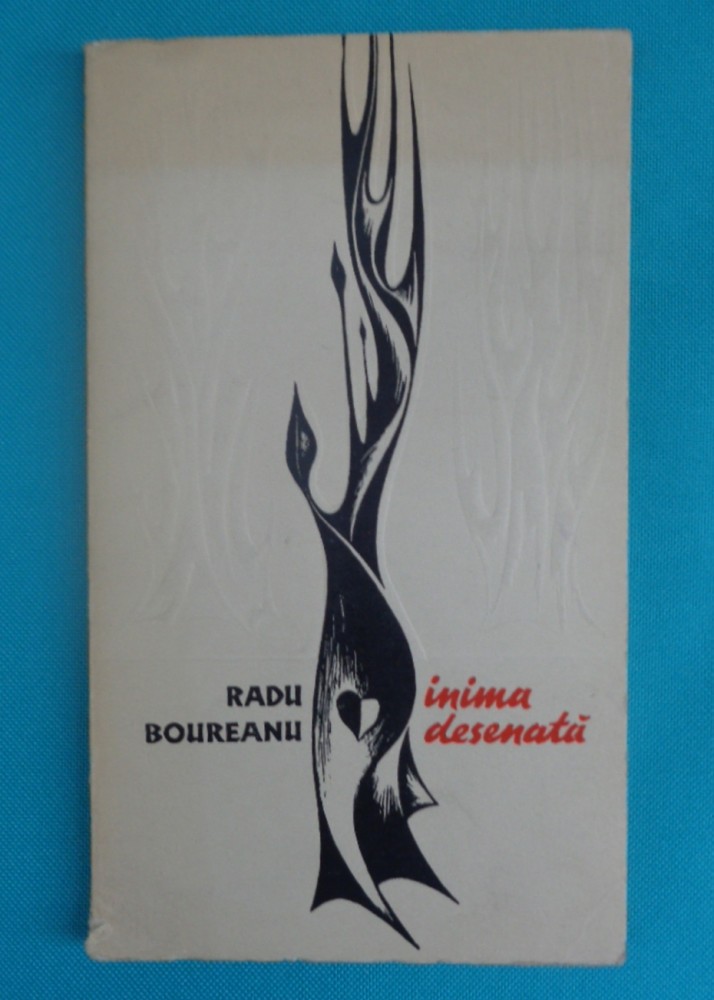 RADU
BOUREANU
inima
desenată